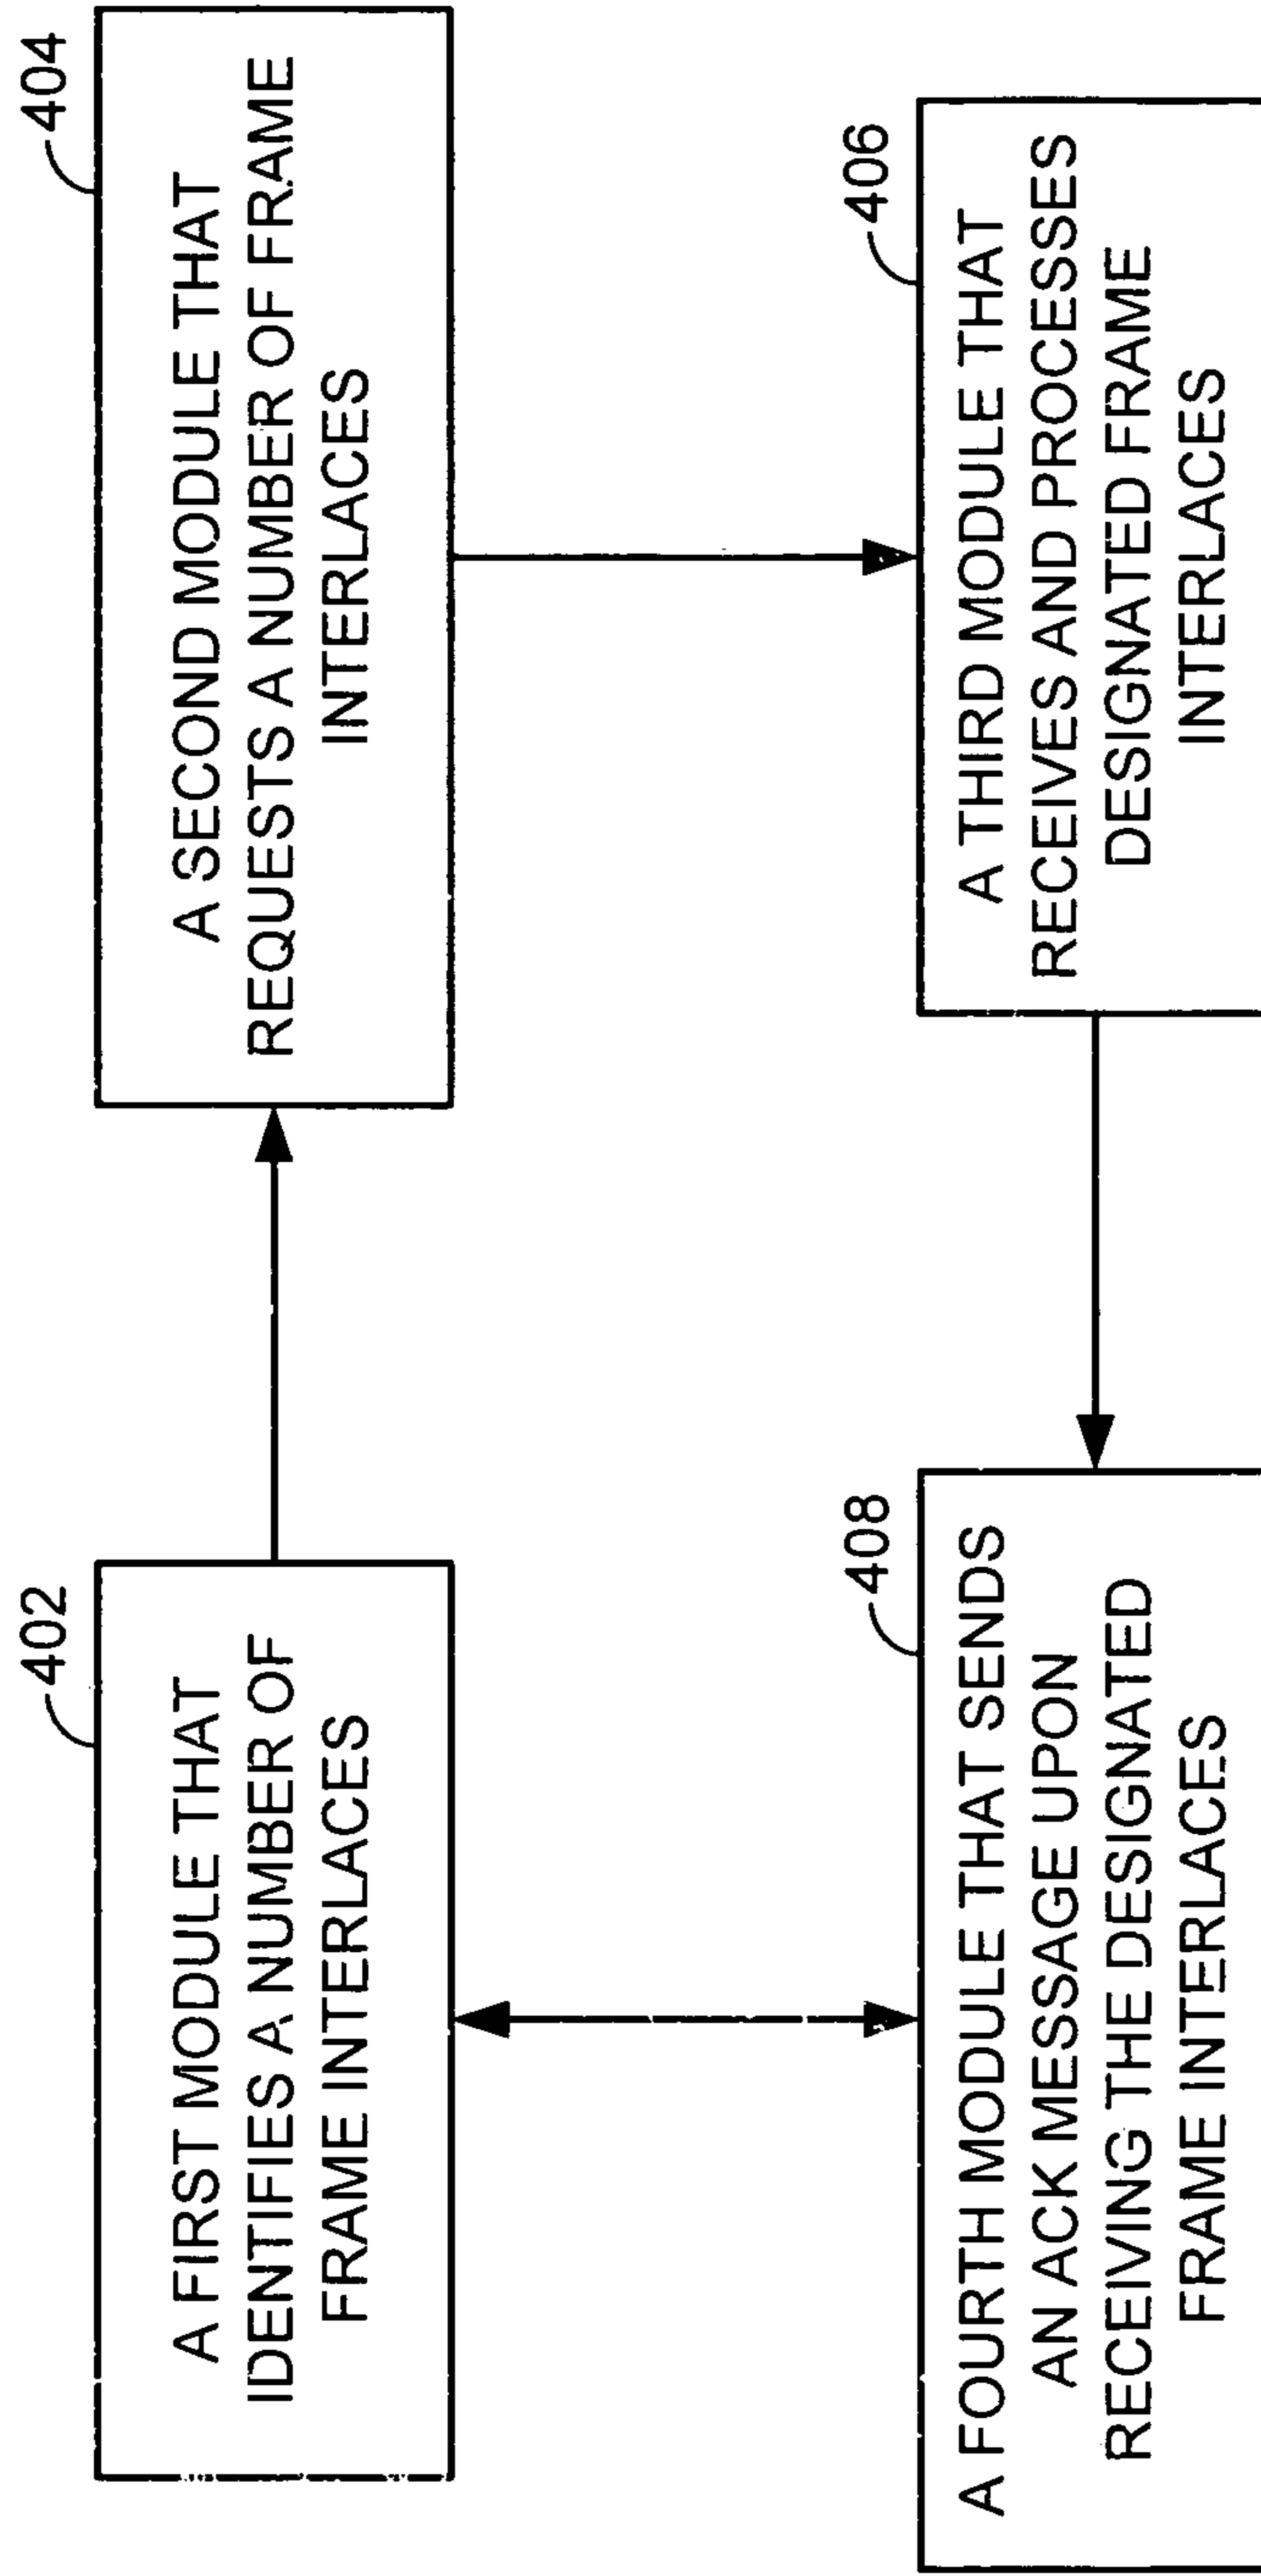 402
A FIRST MODULE THAT
IDENTIFIES A NUMBER OF
FRAME INTERLACES
404
A SECOND MODULE THAT
REQUESTS A NUMBER OF FRAME
INTERLACES
408
A FOURTH MODULE THAT SENDS
AN ACK MESSAGE UPON
RECEIVING THE DESIGNATED
FRAME INTERLACES
406
A THIRD MODULE THAT
RECEIVES AND PROCESSES
DESIGNATED FRAME
INTERLACES